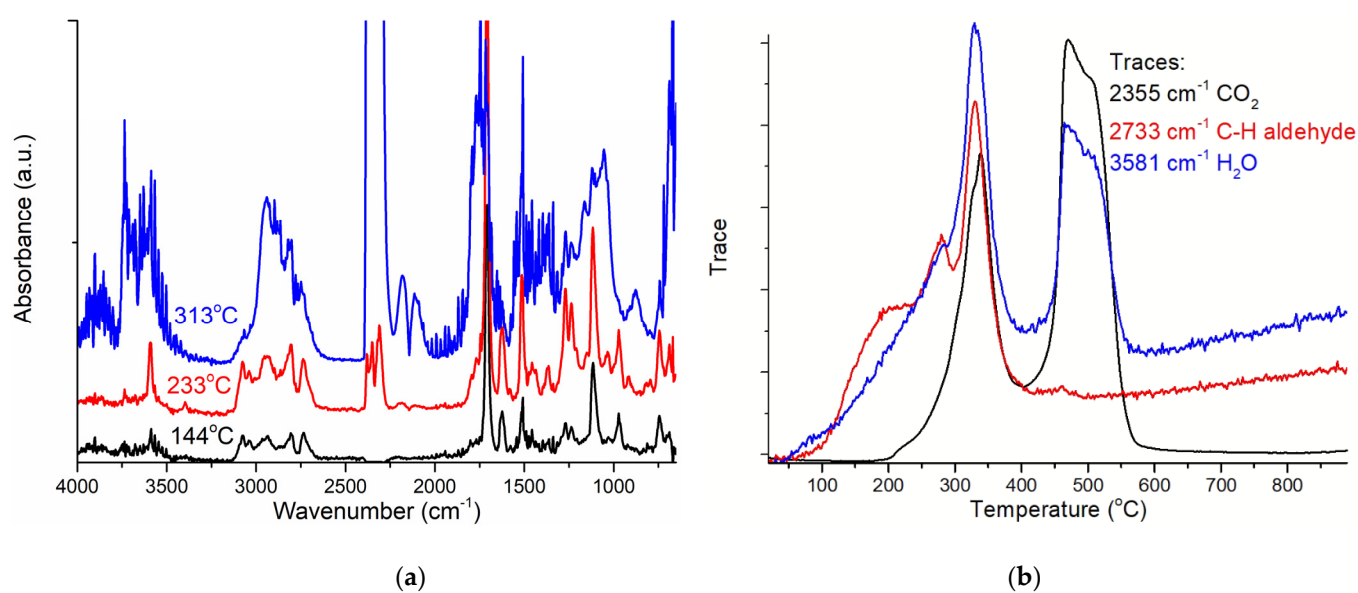 Absorbance (a.u.)
313°C
233°C
144°C
4000 3500 3000 2500 2000 1500 1000
Wavenumber (cm⁻¹)
(a)
Trace
Traces:
2355 cm⁻¹ CO₂
2733 cm⁻¹ C-H aldehyde
3581 cm⁻¹ H₂O
100 200 300 400 500 600 700 800
Temperature (°C)
(b)